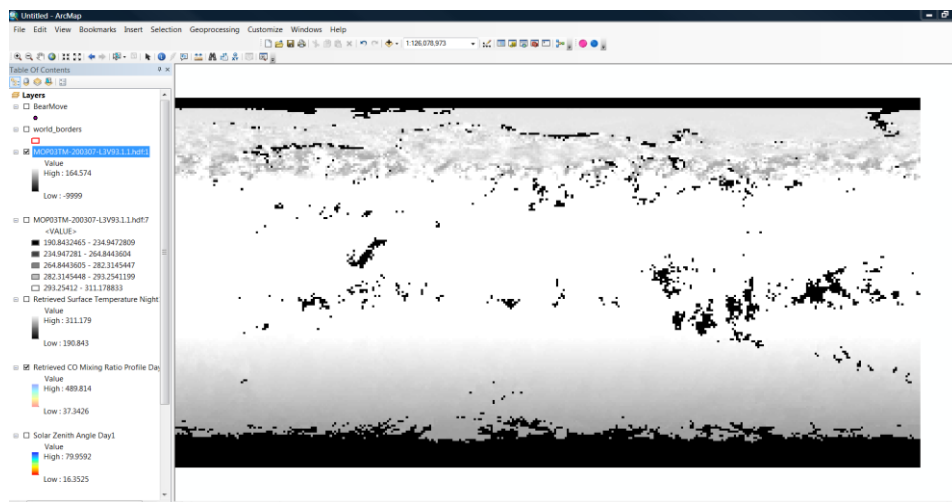 Untitled - ArcMap
File Edit View Bookmarks Insert Selection Geoprocessing Customize Windows Help
1:126,078,973
Table Of Contents
Layers
BearMove
world_borders
MOP03TM-200307-L3V93.1.1.hdf:1
Value
High : 164.574
Low : -9999
MOP03TM-200307-L3V93.1.1.hdf:7
<VALUE>
190.8432465 - 234.9472809
234.947281 - 264.8443604
264.8443605 - 282.3145447
282.3145448 - 293.2541199
293.25412 - 311.178833
Retrieved Surface Temperature Night
Value
High : 311.179
Low : 190.843
Retrieved CO Mixing Ratio Profile Day
Value
High : 489.814
Low : 37.3426
Solar Zenith Angle Day1
Value
High : 79.9592
Low : 16.3525